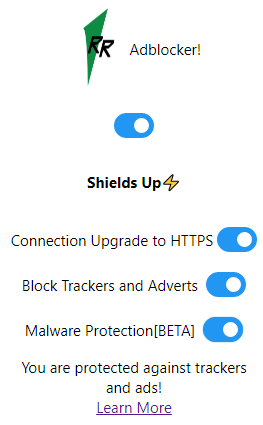 RR Adblocker!
Shields Up⚡
Connection Upgrade to HTTPS
Block Trackers and Adverts
Malware Protection[BETA]
You are protected against trackers
and ads!
Learn More